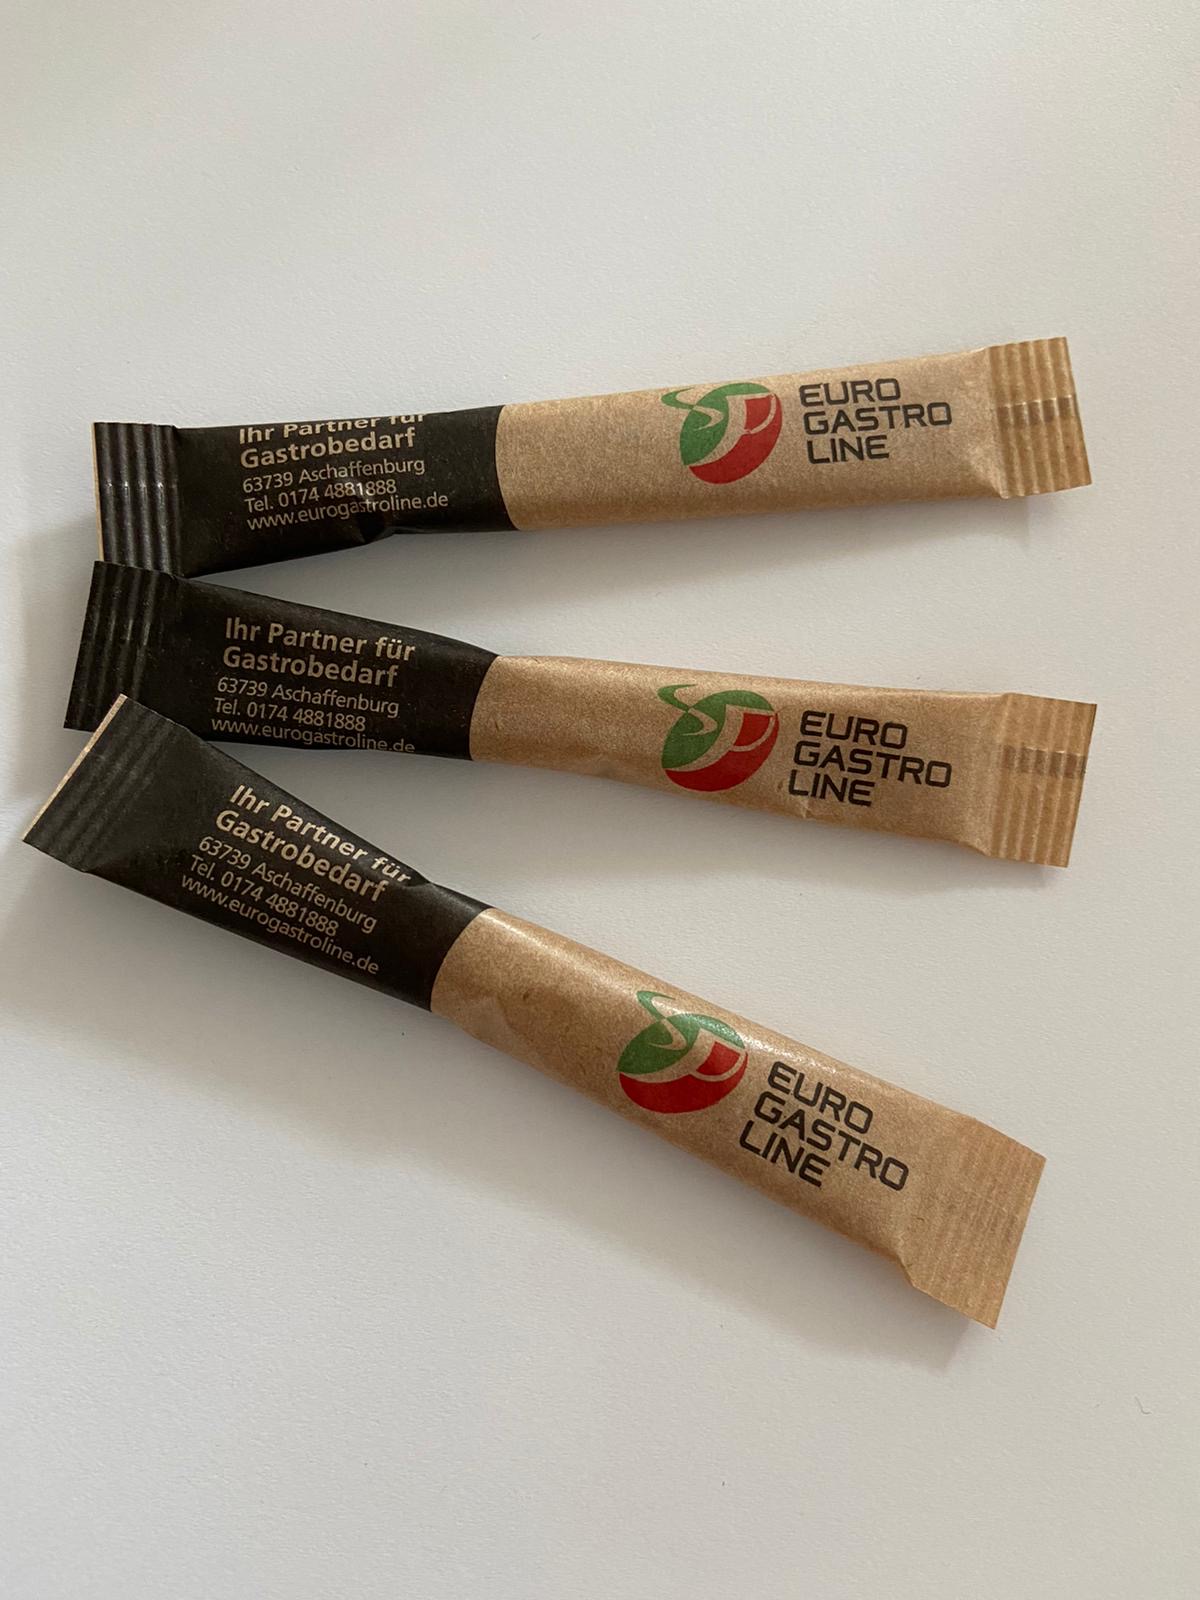 Ihr Partner für
Gastrobedarf
63739 Aschaffenburg
Tel. 0174 4881888
www.eurogastroline.de
EURO
GASTRO
LINE
Ihr Partner für
Gastrobedarf
63739 Aschaffenburg
Tel. 0174 4881888
www.eurogastroline.de
EURO
GASTRO
LINE
Ihr Partner für
Gastrobedarf
63739 Aschaffenburg
Tel. 0174 4881888
www.eurogastroline.de
EURO
GASTRO
LINE